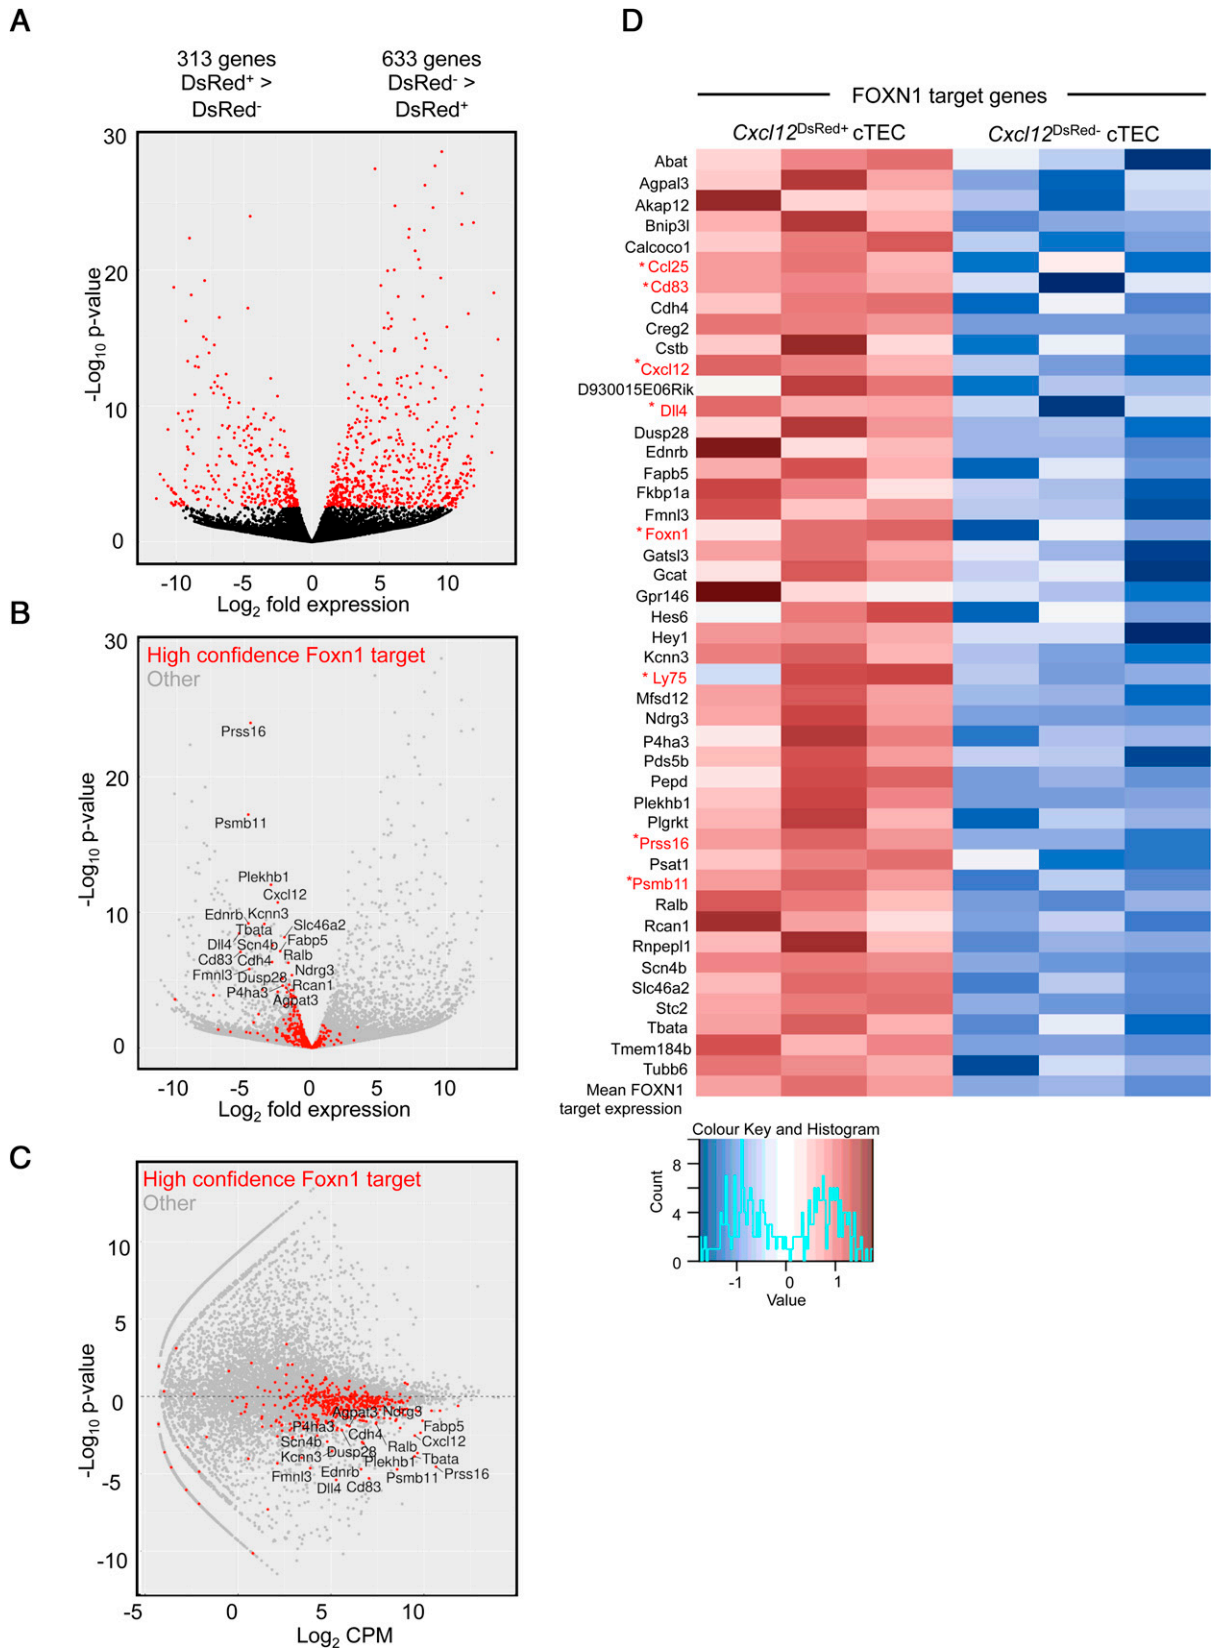 A
313 genes
DsRed+ >
DsRed-
633 genes
DsRed- >
DsRed+
30
20
10
0
-Log10 p-value
-10
-5
0
5
10
Log2 fold expression
B
High confidence Foxn1 target
Other
Prss16
Psmb11
Plekhb1
Cxcl12
Ednrb
Kcnn3
Tbata
Slc46a2
Dll4
Scn4b
Fabp5
Cd83
Cdh4
Ralb
Fmnl3
Dusp28
Ndrg3
P4ha3
Rcan1
Agpat3
30
20
10
0
-Log10 p-value
-10
-5
0
5
10
Log2 fold expression
C
High confidence Foxn1 target
Other
Agpat3
Ndrg3
P4ha3
Fabp5
Scn4b
Cdh4
Cxcl12
Kcnn3
Dusp28
Ralb
Plekhb1
Tbata
Fmnl3
Ednrb
Prss16
Dll4
Cd83
Psmb11
10
5
0
-5
-10
-Log10 p-value
-5
0
5
10
Log2 CPM
D
FOXN1 target genes
Cxcl12DsRed+ cTEC
Cxcl12DsRed- cTEC
Abat
Agpal3
Akap12
Bnip3l
Calcoco1
* Ccl25
* Cd83
Cdh4
Creg2
Cstb
*Cxcl12
D930015E06Rik
* Dll4
Dusp28
Ednrb
Fapb5
Fkbp1a
Fmnl3
* Foxn1
Gatsl3
Gcat
Gpr146
Hes6
Hey1
Kcnn3
* Ly75
Mfsd12
Ndrg3
P4ha3
Pds5b
Pepd
Plekhb1
Plgrkt
*Prss16
Psat1
*Psmb11
Ralb
Rcan1
Rnpepl1
Scn4b
Slc46a2
Stc2
Tbata
Tmem184b
Tubb6
Mean FOXN1
target expression
Colour Key and Histogram
Count
8
4
0
-1
0
1
Value